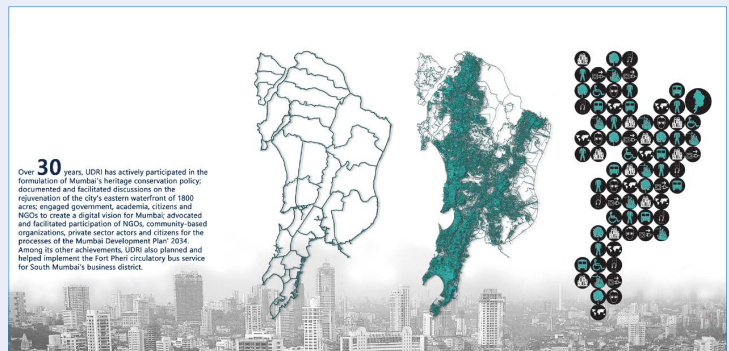 Over 30 years, UDRI has actively participated in the
formulation of Mumbai's heritage conservation policy;
documented and facilitated discussions on the
rejuvenation of the city's eastern waterfront of 1800
acres; engaged government, academia, citizens and
NGOs to create a digital vision for Mumbai; advocated
and facilitated participation of NGOs, community-based
organizations, private sector actors and citizens for the
processes of the Mumbai Development Plan' 2034.
Among its other achievements, UDRI also planned and
helped implement the Fort Pheri circulatory bus service
for South Mumbai's business district.